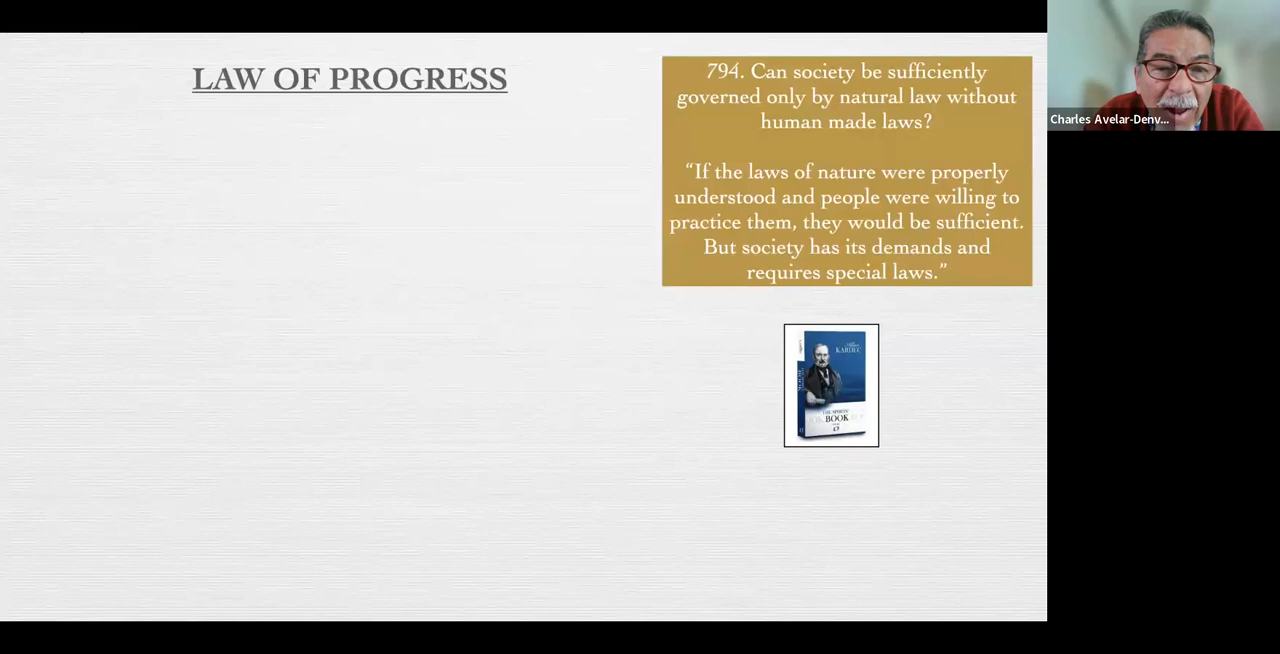 LAW OF PROGRESS
794. Can society be sufficiently
governed only by natural law without
human made laws?
“If the laws of nature were properly
understood and people were willing to
practice them, they would be sufficient.
But society has its demands and
requires special laws.”
KARDEC
BOOK
Charles Avelar-Denv...